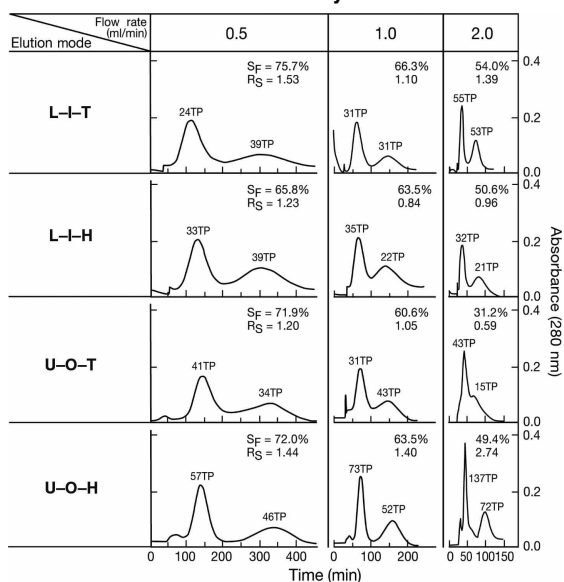 Flow rate
(ml/min)
Elution mode
0.5
1.0
2.0
L–I–T
SF = 75.7%
RS = 1.53
24TP
39TP
66.3%
1.10
31TP
31TP
54.0%
1.39
55TP
53TP
0.4
0.2
0.0
L–I–H
SF = 65.8%
RS = 1.23
33TP
39TP
63.5%
0.84
35TP
22TP
50.6%
0.96
32TP
21TP
0.4
0.2
0.0
U–O–T
SF = 71.9%
RS = 1.20
41TP
34TP
60.6%
1.05
31TP
43TP
31.2%
0.59
43TP
15TP
0.4
0.2
0.0
U–O–H
SF = 72.0%
RS = 1.44
57TP
46TP
63.5%
1.40
73TP
52TP
49.4%
2.74
137TP
72TP
0.4
0.2
0.0
Absorbance (280 nm)
0 100 200 300 400
0 100 200
0 50 100 150
Time (min)